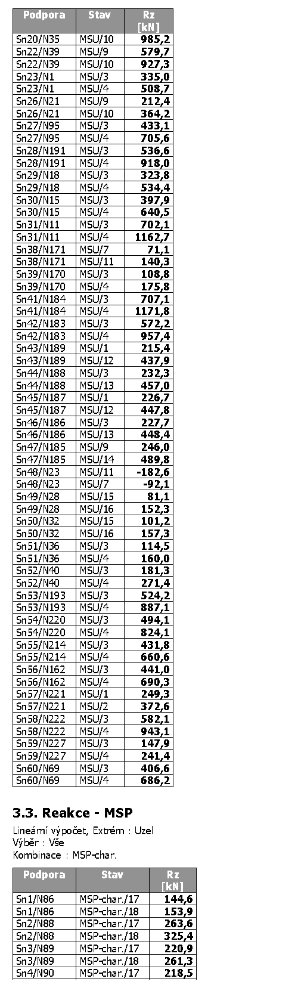 Podpora Stav Rz
[kN]
Sn20/N35 MSU/10 985,2
Sn22/N39 MSU/9 579,7
Sn22/N39 MSU/10 927,3
Sn23/N1 MSU/3 335,0
Sn23/N1 MSU/4 508,7
Sn26/N21 MSU/9 212,4
Sn26/N21 MSU/10 364,2
Sn27/N95 MSU/3 433,1
Sn27/N95 MSU/4 705,6
Sn28/N191 MSU/3 536,6
Sn28/N191 MSU/4 918,0
Sn29/N18 MSU/3 323,8
Sn29/N18 MSU/4 534,4
Sn30/N15 MSU/3 397,9
Sn30/N15 MSU/4 640,5
Sn31/N11 MSU/3 702,1
Sn31/N11 MSU/4 1162,7
Sn38/N171 MSU/7 71,1
Sn38/N171 MSU/11 140,3
Sn39/N170 MSU/3 108,8
Sn39/N170 MSU/4 175,8
Sn41/N184 MSU/3 707,1
Sn41/N184 MSU/4 1171,8
Sn42/N183 MSU/3 572,2
Sn42/N183 MSU/4 957,4
Sn43/N189 MSU/1 215,4
Sn43/N189 MSU/12 437,9
Sn44/N188 MSU/3 232,3
Sn44/N188 MSU/13 457,0
Sn45/N187 MSU/1 226,7
Sn45/N187 MSU/12 447,8
Sn46/N186 MSU/3 227,7
Sn46/N186 MSU/13 448,4
Sn47/N185 MSU/9 246,0
Sn47/N185 MSU/14 489,8
Sn48/N23 MSU/11 -182,6
Sn48/N23 MSU/7 -92,1
Sn49/N28 MSU/15 81,1
Sn49/N28 MSU/16 152,3
Sn50/N32 MSU/15 101,2
Sn50/N32 MSU/16 157,3
Sn51/N36 MSU/3 114,5
Sn51/N36 MSU/4 160,0
Sn52/N40 MSU/3 181,3
Sn52/N40 MSU/4 271,4
Sn53/N193 MSU/3 524,2
Sn53/N193 MSU/4 887,1
Sn54/N220 MSU/3 494,1
Sn54/N220 MSU/4 824,1
Sn55/N214 MSU/3 431,8
Sn55/N214 MSU/4 660,6
Sn56/N162 MSU/3 441,0
Sn56/N162 MSU/4 690,3
Sn57/N221 MSU/1 249,3
Sn57/N221 MSU/2 372,6
Sn58/N222 MSU/3 582,1
Sn58/N222 MSU/4 943,1
Sn59/N227 MSU/3 147,9
Sn59/N227 MSU/4 241,4
Sn60/N69 MSU/3 406,6
Sn60/N69 MSU/4 686,2
3.3. Reakce - MSP
Lineární výpočet, Extrém : Uzel
Výběr : Vše
Kombinace : MSP-char.
Podpora Stav Rz
[kN]
Sn1/N86 MSP-char./17 144,6
Sn1/N86 MSP-char./18 153,9
Sn2/N88 MSP-char./17 263,6
Sn2/N88 MSP-char./18 325,4
Sn3/N89 MSP-char./17 220,9
Sn3/N89 MSP-char./18 261,3
Sn4/N90 MSP-char./17 218,5